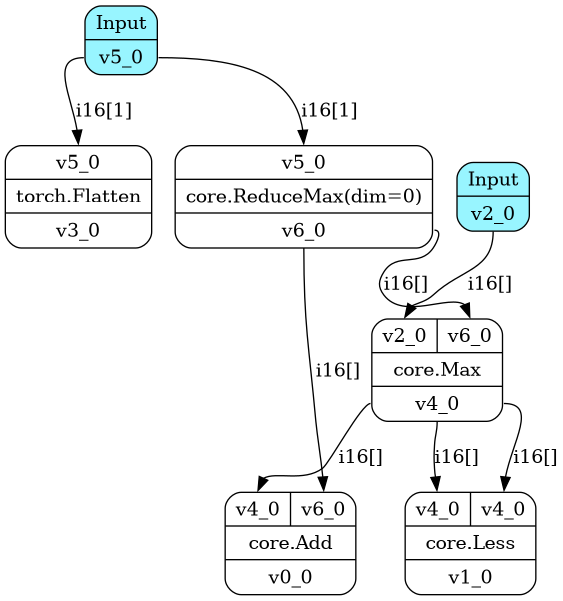 Input
v5_0
i16[1]
i16[1]
v5_0
torch.Flatten
v3_0
v5_0
core.ReduceMax(dim=0)
v6_0
Input
v2_0
i16[]
i16[]
v2_0 v6_0
core.Max
v4_0
i16[]
i16[]
i16[]
i16[]
v4_0 v6_0
core.Add
v0_0
v4_0 v4_0
core.Less
v1_0